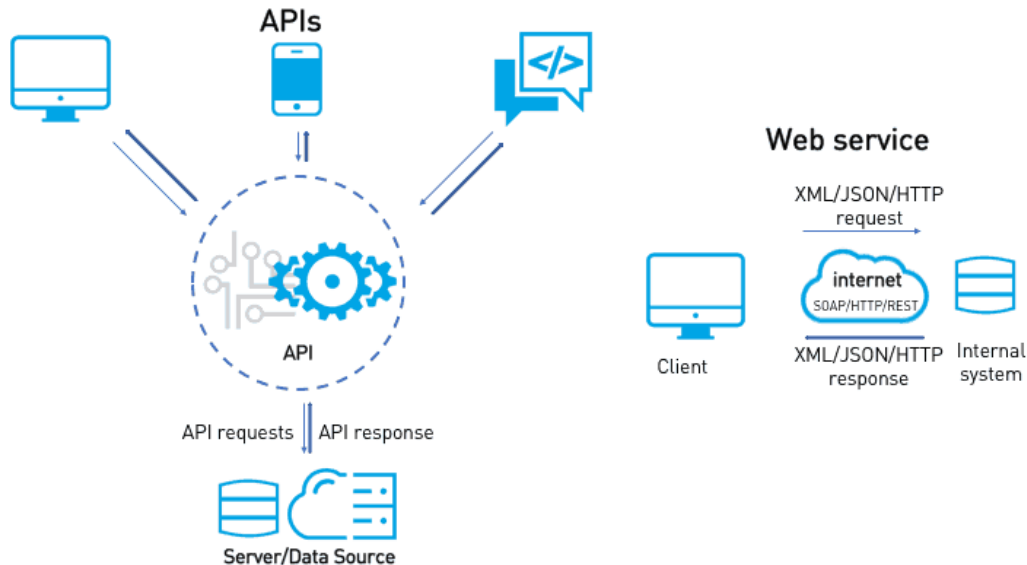 APIs
</>
API
API requests
API response
Server/Data Source
Web service
XML/JSON/HTTP
request
internet
SOAP/HTTP/REST
XML/JSON/HTTP
response
Client
Internal
system